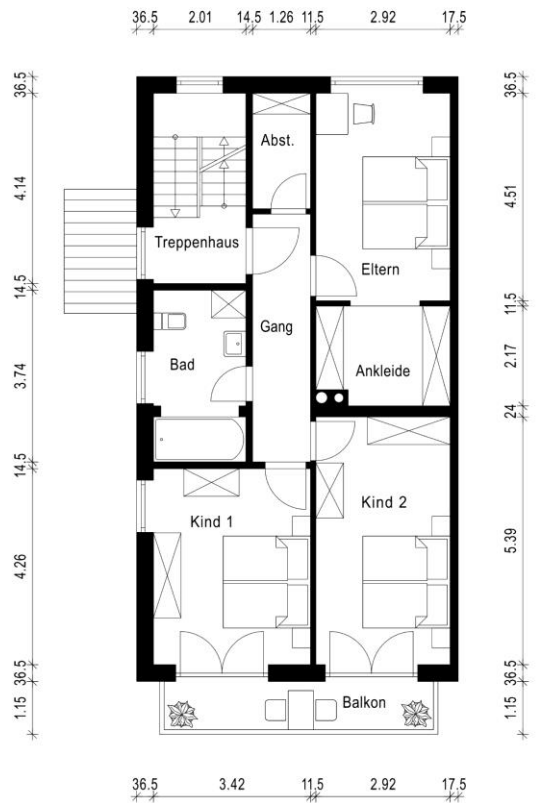 36.5 2.01 14.5 1.26 11.5 2.92 17.5
36.5
4.14
14.5
3.74
14.5
4.26
36.5
1.15
Abst.
Treppenhaus
Eltern
Gang
Bad
Ankleide
Kind 1
Kind 2
Balkon
36.5
4.51
11.5
2.17
24
5.39
36.5
1.15
36.5 3.42 11.5 2.92 17.5